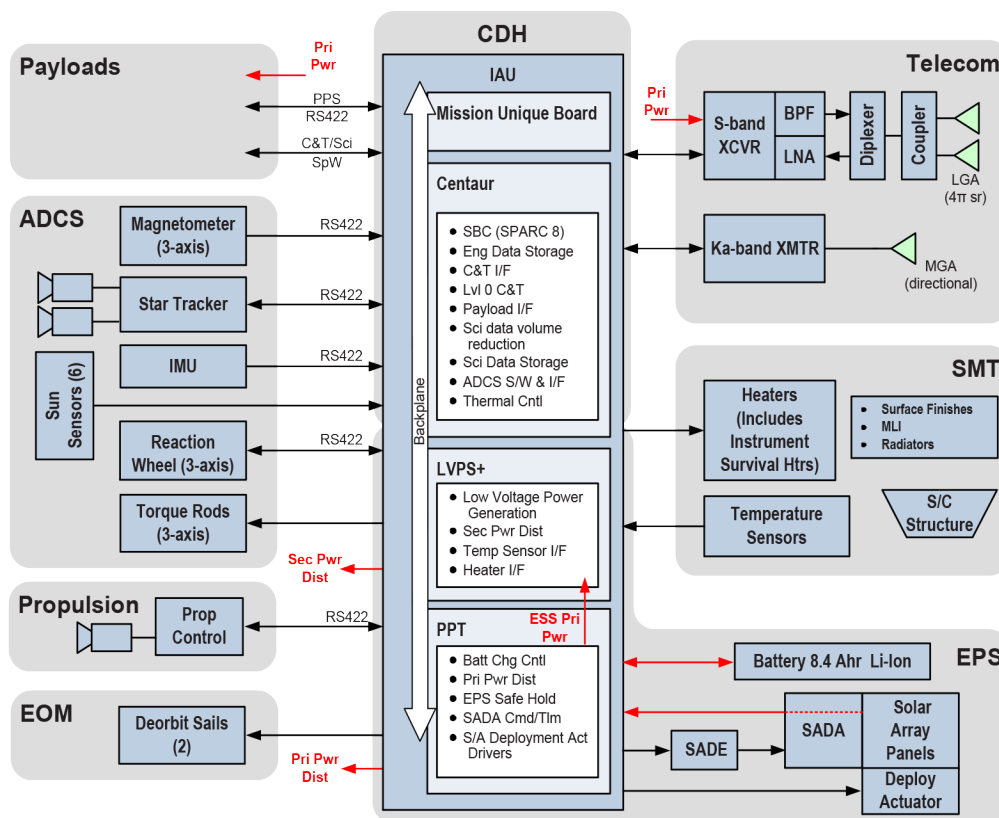 CDH
IAU
Payloads
Pri
Pwr
PPS
RS422
C&T/Sci
SpW
ADCS
Magnetometer
(3-axis)
RS422
Star Tracker
RS422
IMU
RS422
Sun
Sensors (6)
Reaction
Wheel (3-axis)
RS422
Torque Rods
(3-axis)
Sec Pwr
Dist
Propulsion
Prop
Control
RS422
EOM
Deorbit Sails
(2)
Pri Pwr
Dist
Backplane
Mission Unique Board
Centaur
• SBC (SPARC 8)
• Eng Data Storage
• C&T I/F
• Lvl 0 C&T
• Payload I/F
• Sci data volume
reduction
• Sci Data Storage
• ADCS S/W & I/F
• Thermal Cntl
LVPS+
• Low Voltage Power
Generation
• Sec Pwr Dist
• Temp Sensor I/F
• Heater I/F
ESS Pri
Pwr
PPT
• Batt Chg Cntl
• Pri Pwr Dist
• EPS Safe Hold
• SADA Cmd/Tlm
• S/A Deployment Act
Drivers
Telecom
Pri
Pwr
S-band
XCVR
BPF
LNA
Diplexer
Coupler
LGA
(4π sr)
Ka-band XMTR
MGA
(directional)
SMT
Heaters
(Includes
Instrument
Survival Htrs)
• Surface Finishes
• MLI
• Radiators
Temperature
Sensors
S/C
Structure
EPS
Battery 8.4 Ahr Li-Ion
SADE
SADA
Solar
Array
Panels
Deploy
Actuator